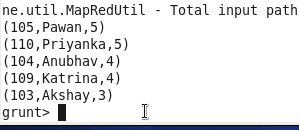 ne.util.MapRedUtil - Total input path
(105,Pawan,5)
(110,Priyanka,5)
(104,Anubhav,4)
(109,Katrina,4)
(103,Akshay,3)
grunt>